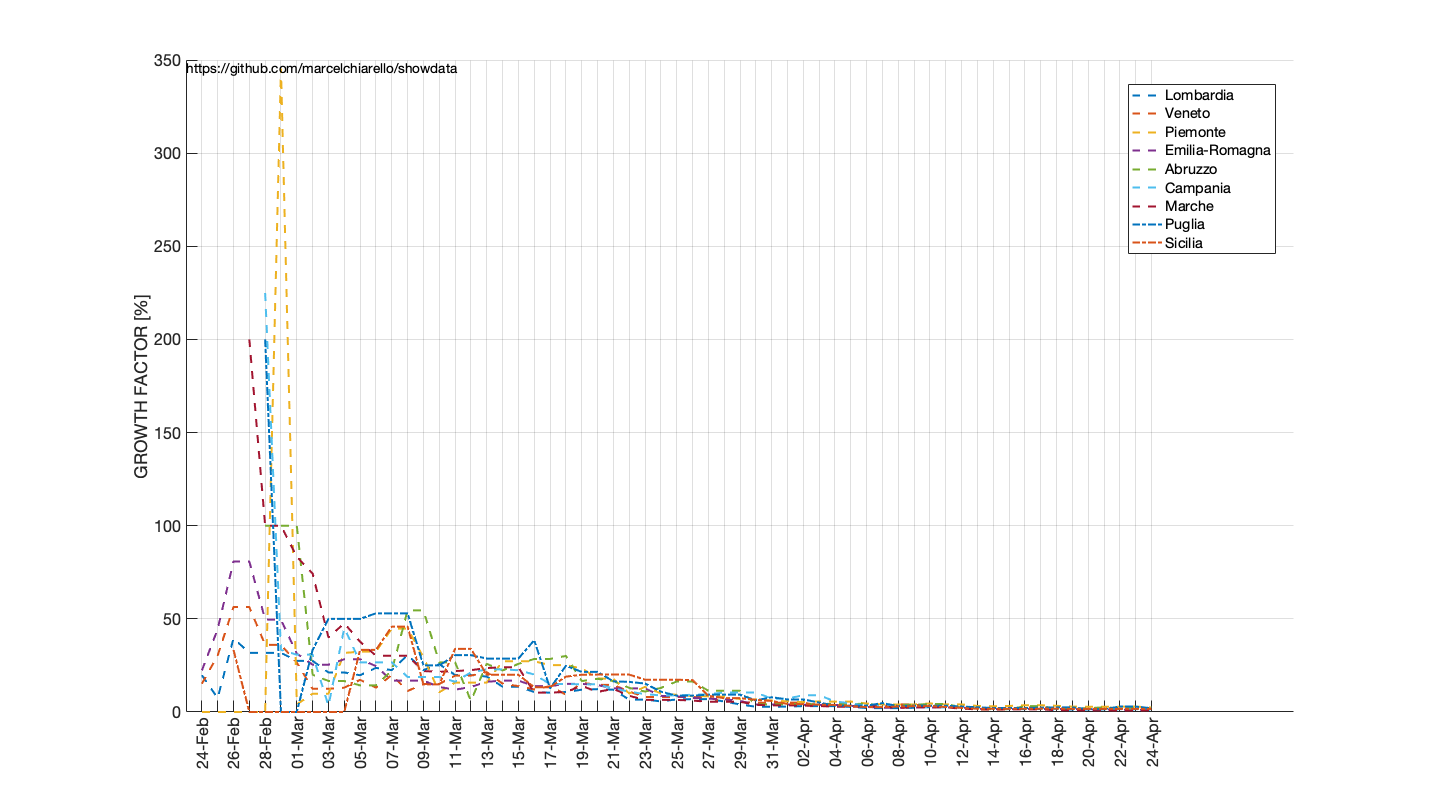 350
https://github.com/marcelchiarello/showdata
300
250
200
150
100
50
0
GROWTH FACTOR [%]
Lombardia
Veneto
Piemonte
Emilia-Romagna
Abruzzo
Campania
Marche
Puglia
Sicilia
24-Feb
26-Feb
28-Feb
01-Mar
03-Mar
05-Mar
07-Mar
09-Mar
11-Mar
13-Mar
15-Mar
17-Mar
19-Mar
21-Mar
23-Mar
25-Mar
27-Mar
29-Mar
31-Mar
02-Apr
04-Apr
06-Apr
08-Apr
10-Apr
12-Apr
14-Apr
16-Apr
18-Apr
20-Apr
22-Apr
24-Apr